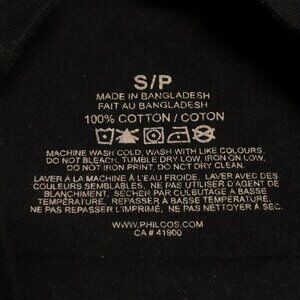 S/P
MADE IN BANGLADESH
FAIT AU BANGLADESH
100% COTTON / COTON
MACHINE WASH COLD, WASH WITH LIKE COLOURS.
DO NOT BLEACH. TUMBLE DRY LOW, IRON ON LOW.
DO NOT IRON PRINT, DO NOT DRY CLEAN.
LAVER À LA MACHINE À L'EAU FROIDE. LAVER AVEC DES
COULEURS SEMBLABLES. NE PAS UTILISER D'AGENT DE
BLANCHIMENT. SÉCHER PAR CULBUTAGE À BASSE
TEMPÉRATURE. REPASSER À BASSE TEMPÉRATURE.
NE PAS REPASSER L'IMPRIMÉ. NE PAS NETTOYER À SEC.
WWW.PHILCOS.COM
CA # 41900